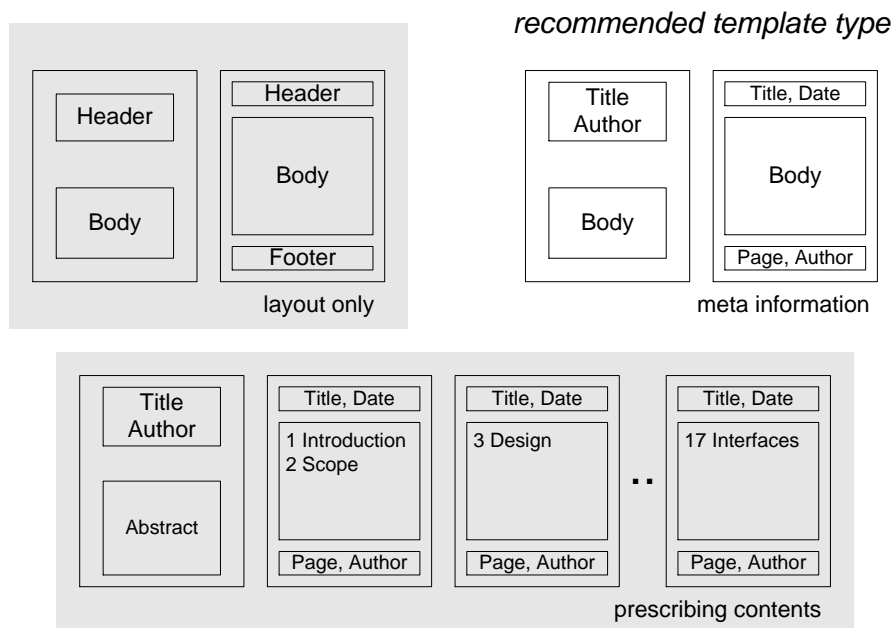 recommended template type
Header
Body
Header
Body
Footer
layout only
Title
Author
Body
Title, Date
Body
Page, Author
meta information
Title
Author
Abstract
Title, Date
1 Introduction
2 Scope
Page, Author
Title, Date
3 Design
Page, Author
..
Title, Date
17 Interfaces
Page, Author
prescribing contents